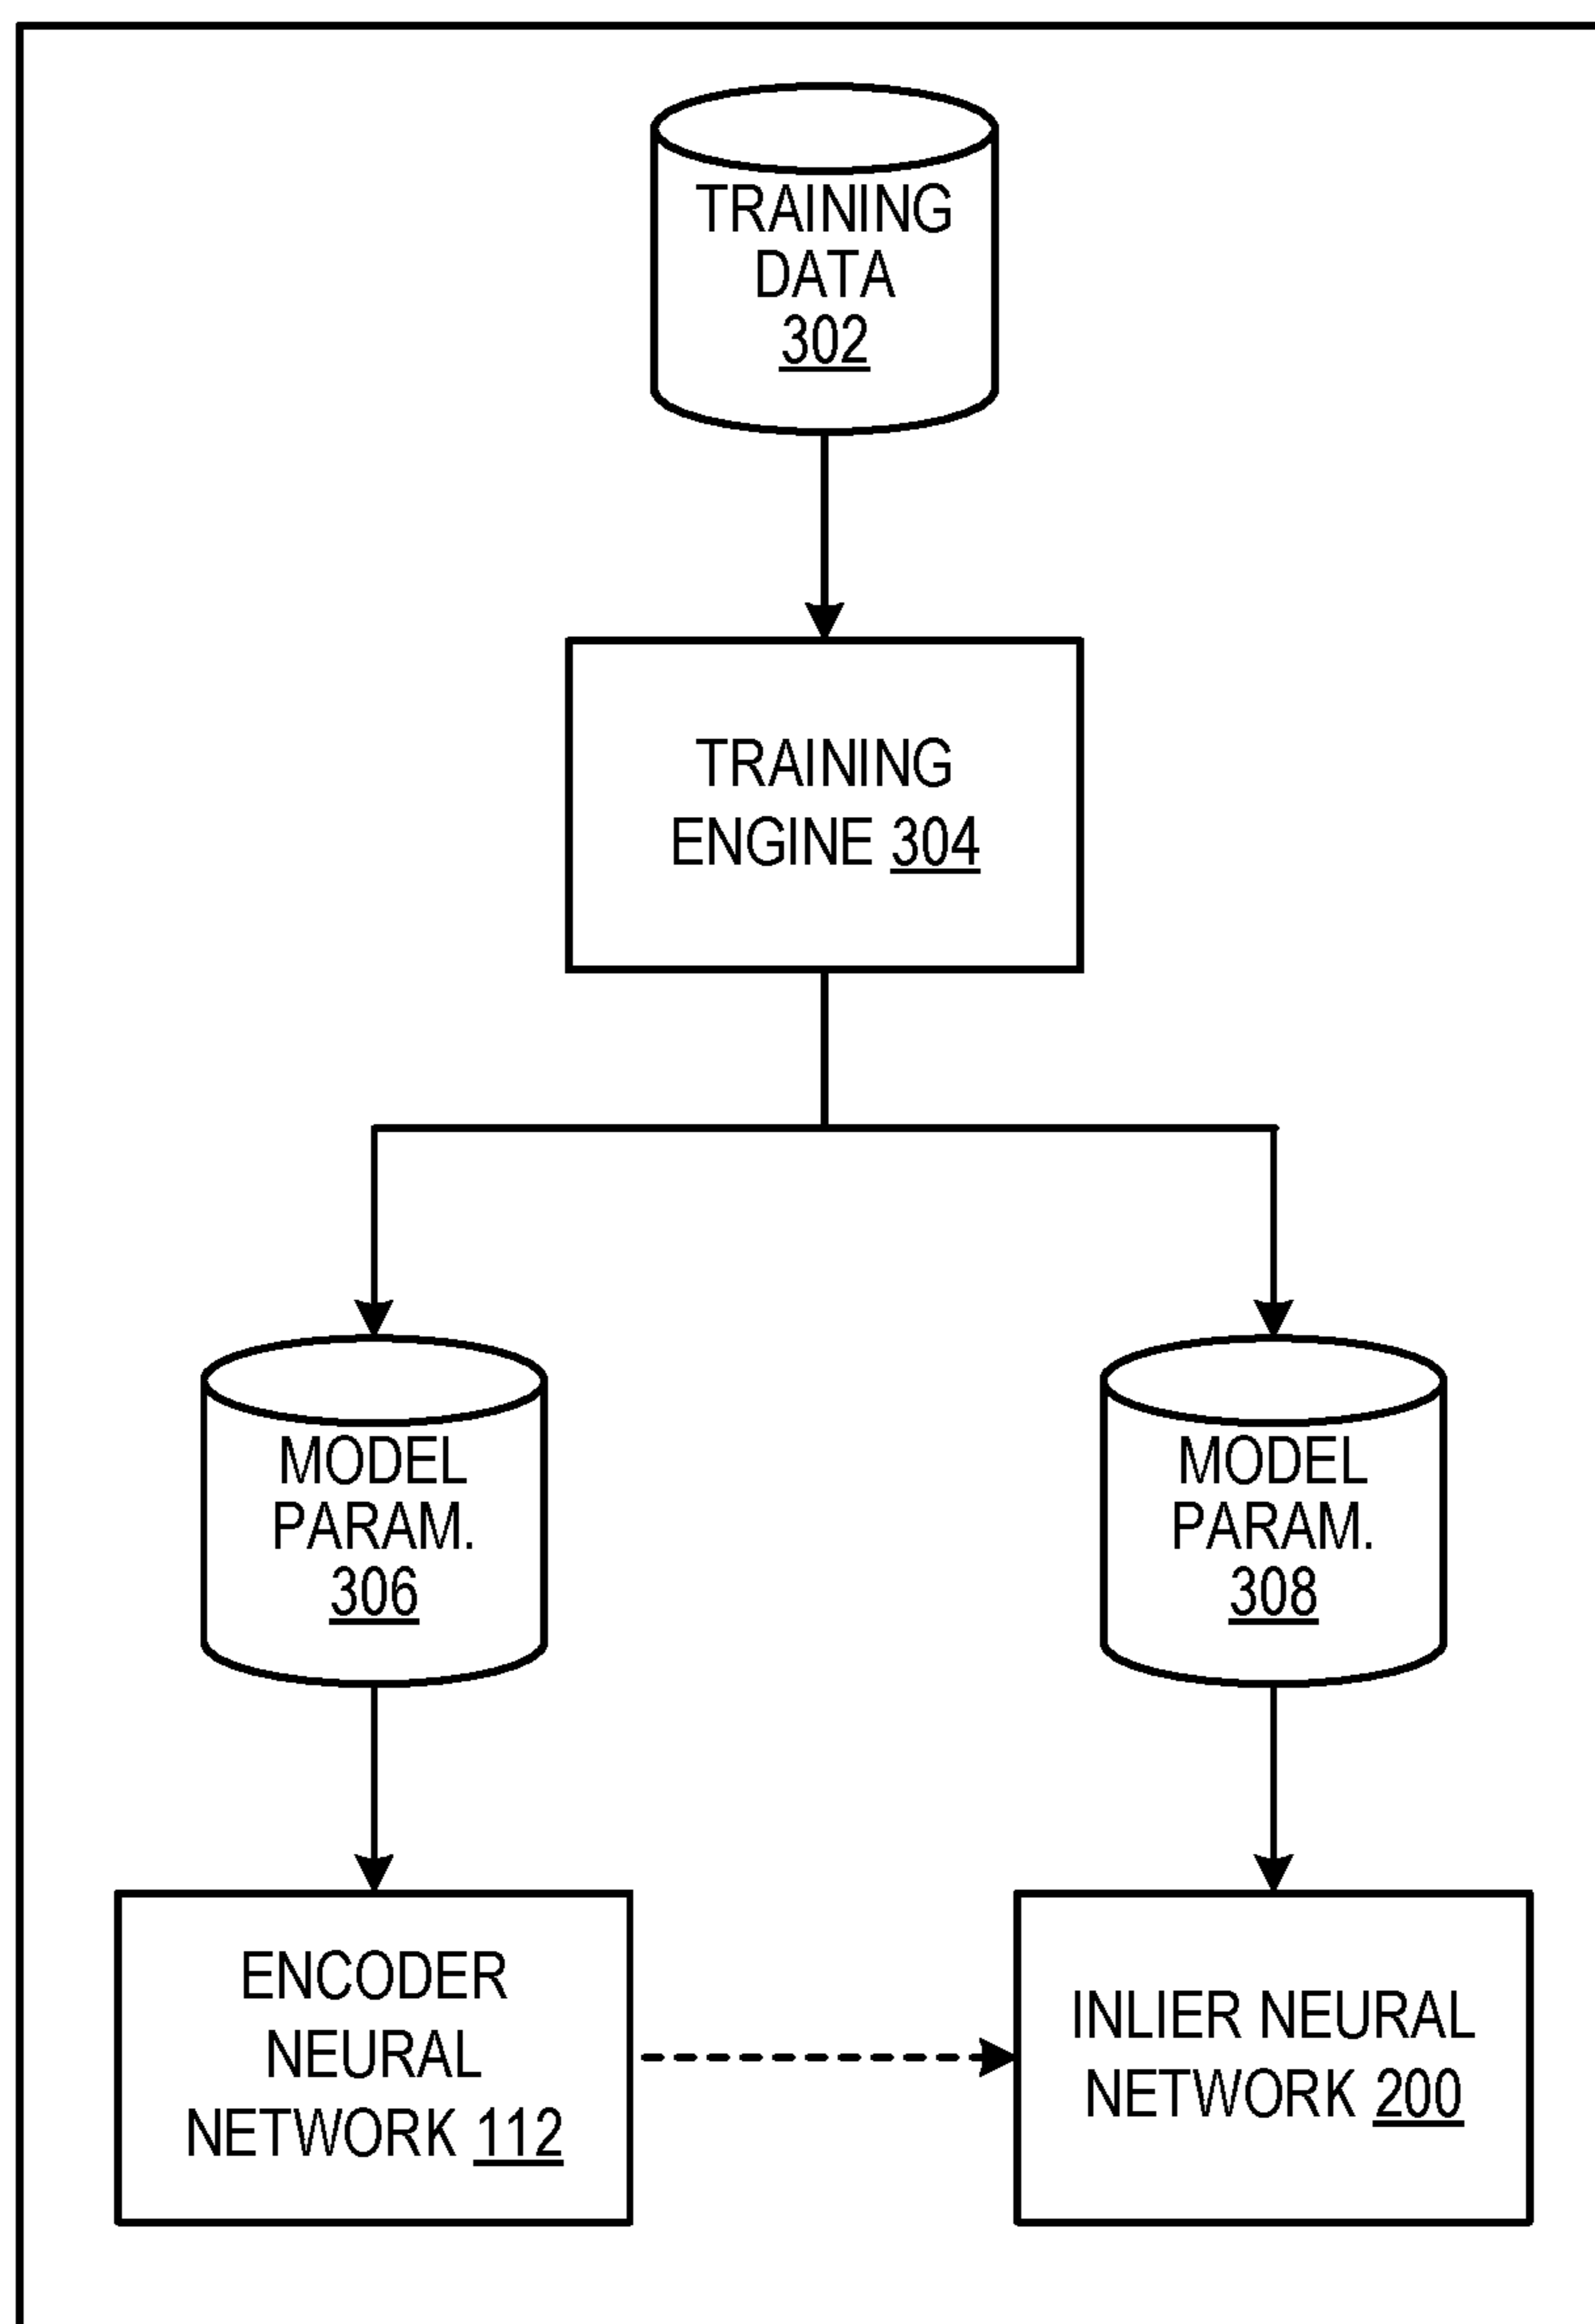 TRAINING
DATA
302
TRAINING
ENGINE 304
MODEL
PARAM.
306
MODEL
PARAM.
308
ENCODER
NEURAL
NETWORK 112
INLIER NEURAL
NETWORK 200